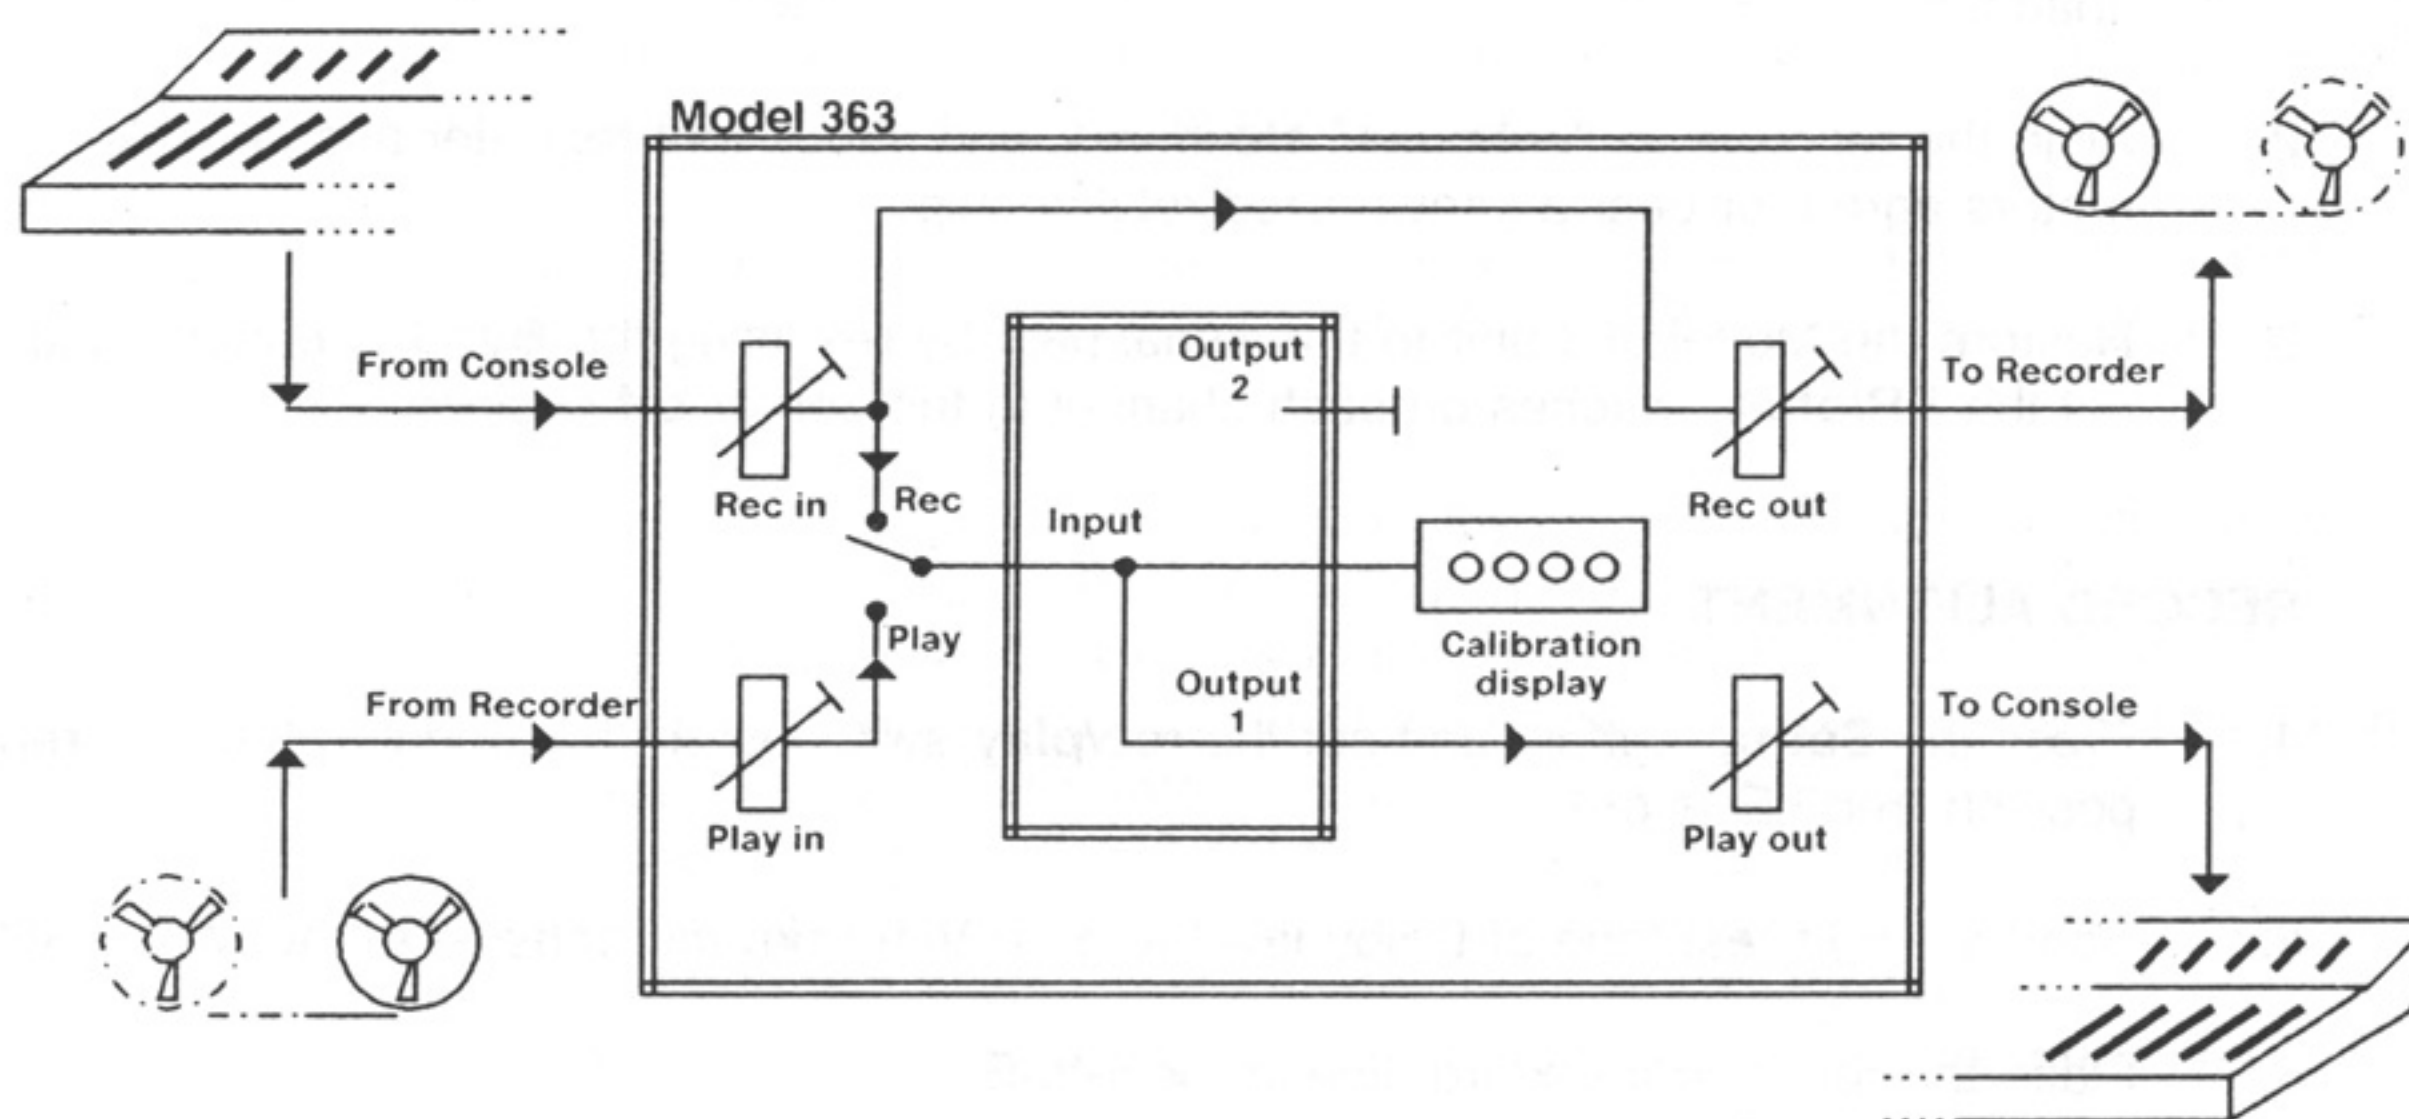 Model 363
From Console
Rec in
Rec
Output
2
Rec out
To Recorder
Input
Play
Calibration
display
Output
1
From Recorder
Play in
Play out
To Console